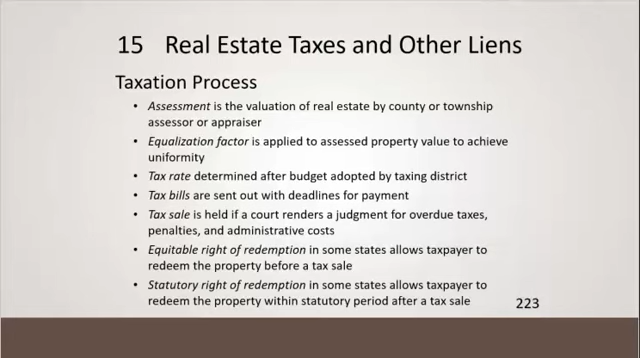 15 Real Estate Taxes and Other Liens
Taxation Process
• Assessment is the valuation of real estate by county or township
assessor or appraiser
• Equalization factor is applied to assessed property value to achieve
uniformity
• Tax rate determined after budget adopted by taxing district
• Tax bills are sent out with deadlines for payment
• Tax sale is held if a court renders a judgment for overdue taxes,
penalties, and administrative costs
• Equitable right of redemption in some states allows taxpayer to
redeem the property before a tax sale
• Statutory right of redemption in some states allows taxpayer to
redeem the property within statutory period after a tax sale
223